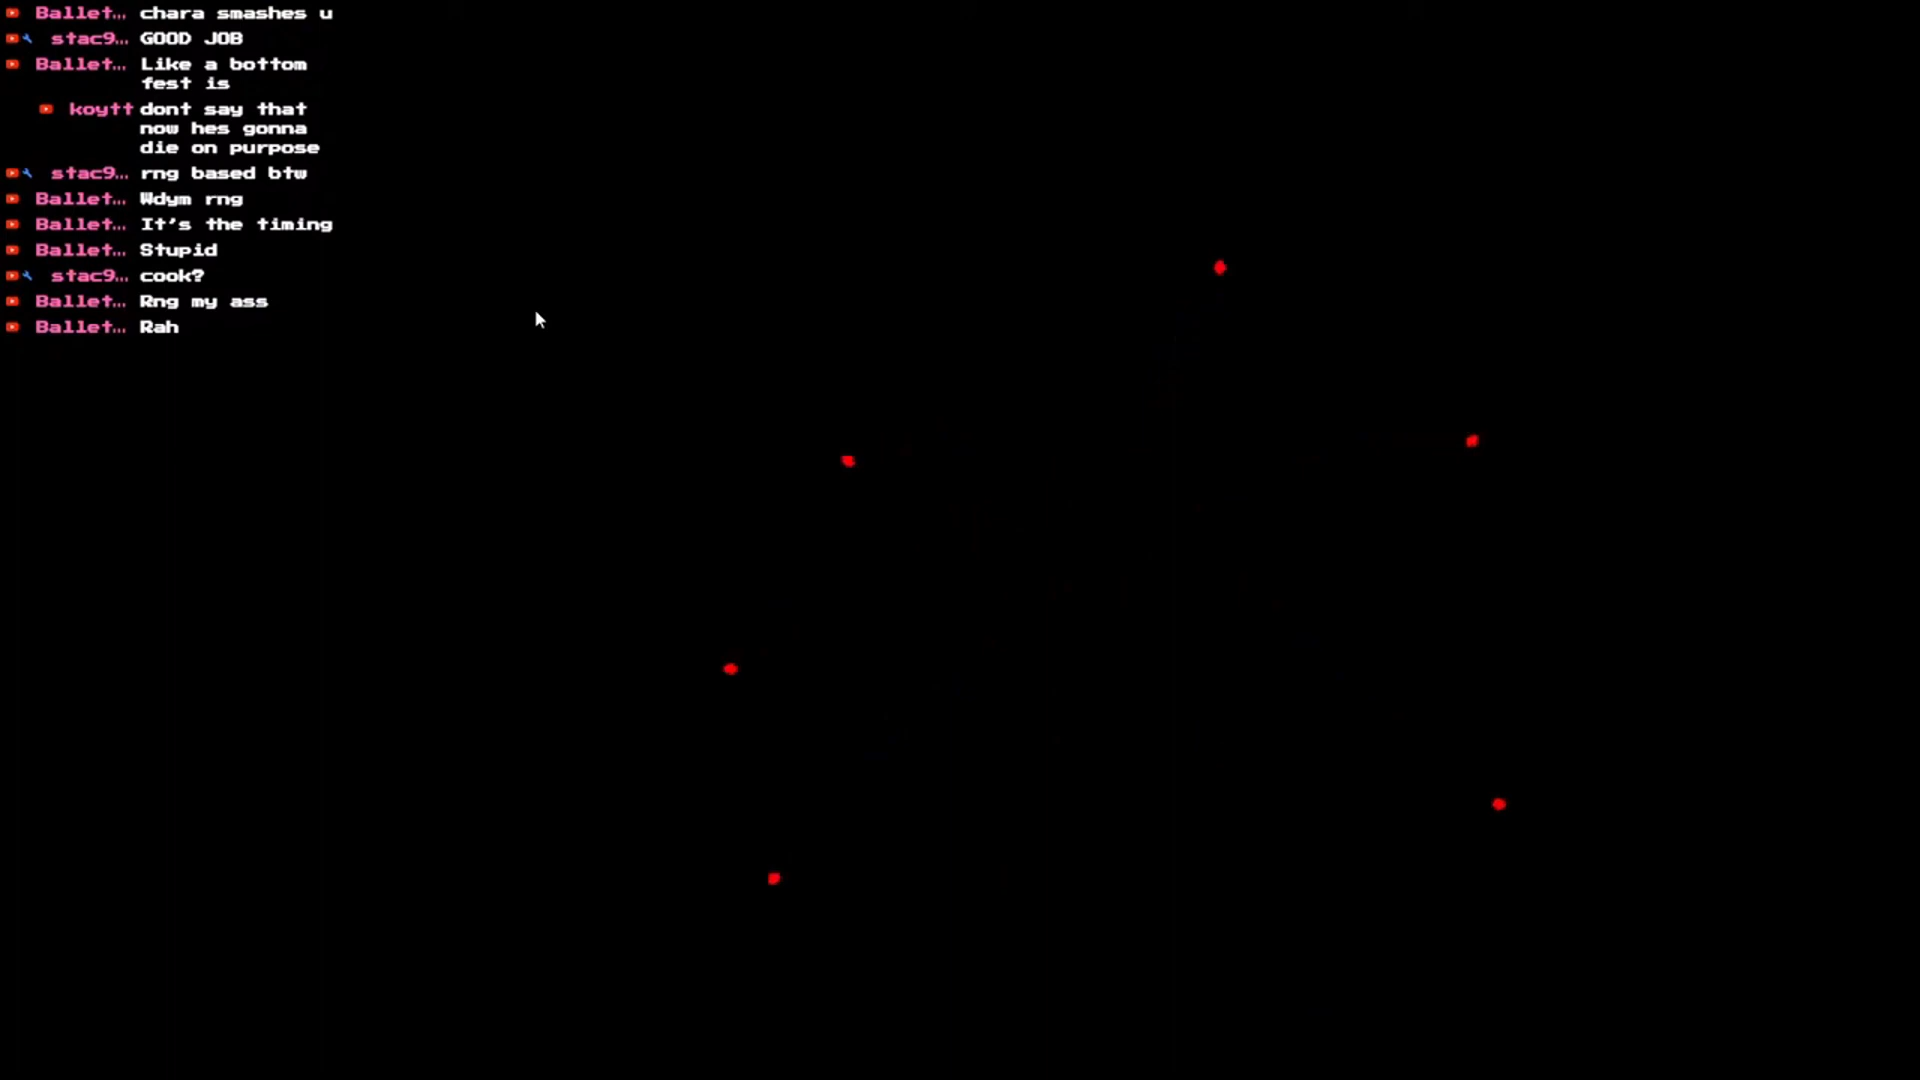 Ballet… chara smashes u
stac9… GOOD JOB
Ballet… Like a bottom
fest is
koytt dont say that
now hes gonna
die on purpose
stac9… rng based btw
Ballet… Wdym rng
Ballet… It's the timing
Ballet… Stupid
stac9… cook?
Ballet… Rng my ass
Ballet… Rah